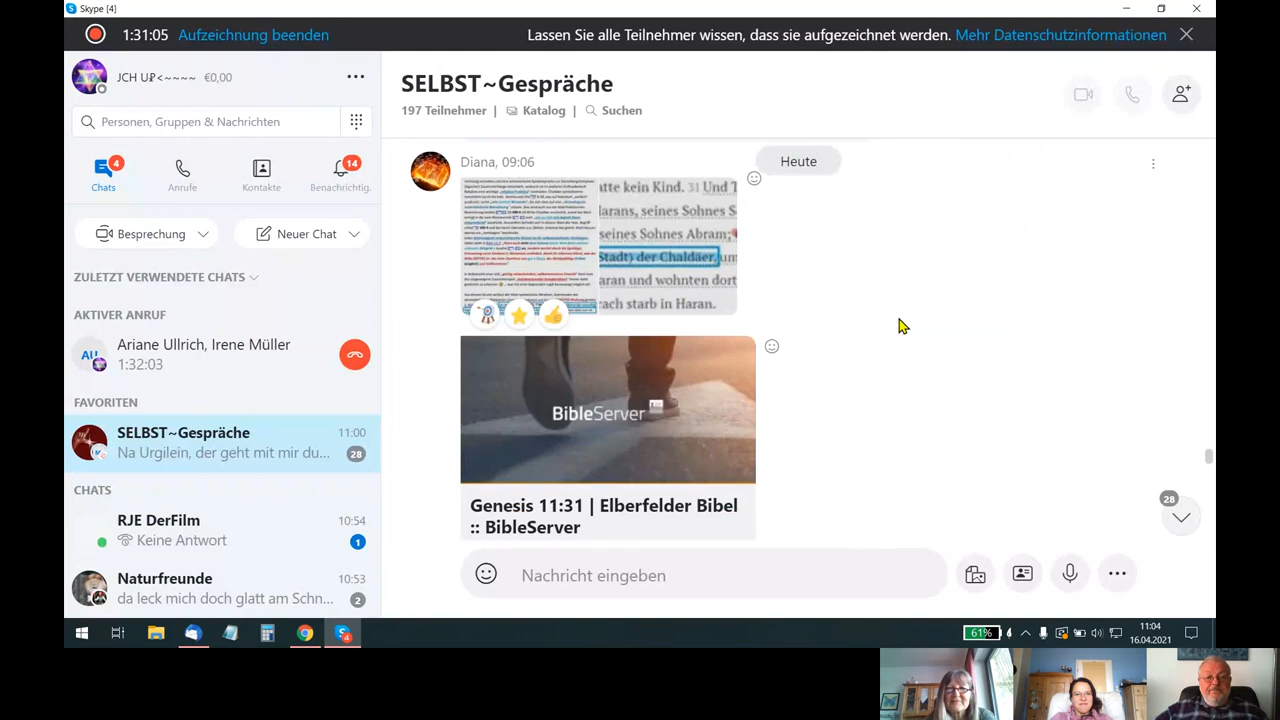 Skype [4]
1:31:05 Aufzeichnung beenden
Lassen Sie alle Teilnehmer wissen, dass sie aufgezeichnet werden. Mehr Datenschutzinformationen
JCH U₽<~~~~ €0,00
Personen, Gruppen & Nachrichten
4
14
Chats
Anrufe
Kontakte
Benachrichtig.
Besprechung
Neuer Chat
ZULETZT VERWENDETE CHATS
AKTIVER ANRUF
AU
Ariane Ullrich, Irene Müller
1:32:03
FAVORITEN
SELBST~Gespräche 11:00
Na Urgilein, der geht mit mir du... 28
CHATS
RJE DerFilm 10:54
Keine Antwort 1
Naturfreunde 10:53
da leck mich doch glatt am Schn... 2
SELBST~Gespräche
197 Teilnehmer | Katalog | Suchen
Heute
Diana, 09:06
tte kein Kind. 31 Und T
Harans, seines Sohnes S
seines Sohnes Abram;
Stadt) der Chaldäer, um
aran und wohnten dort
rach starb in Haran.
BibleServer
Genesis 11:31 | Elberfelder Bibel
:: BibleServer
28
Nachricht eingeben
4
61%
11:04
16.04.2021